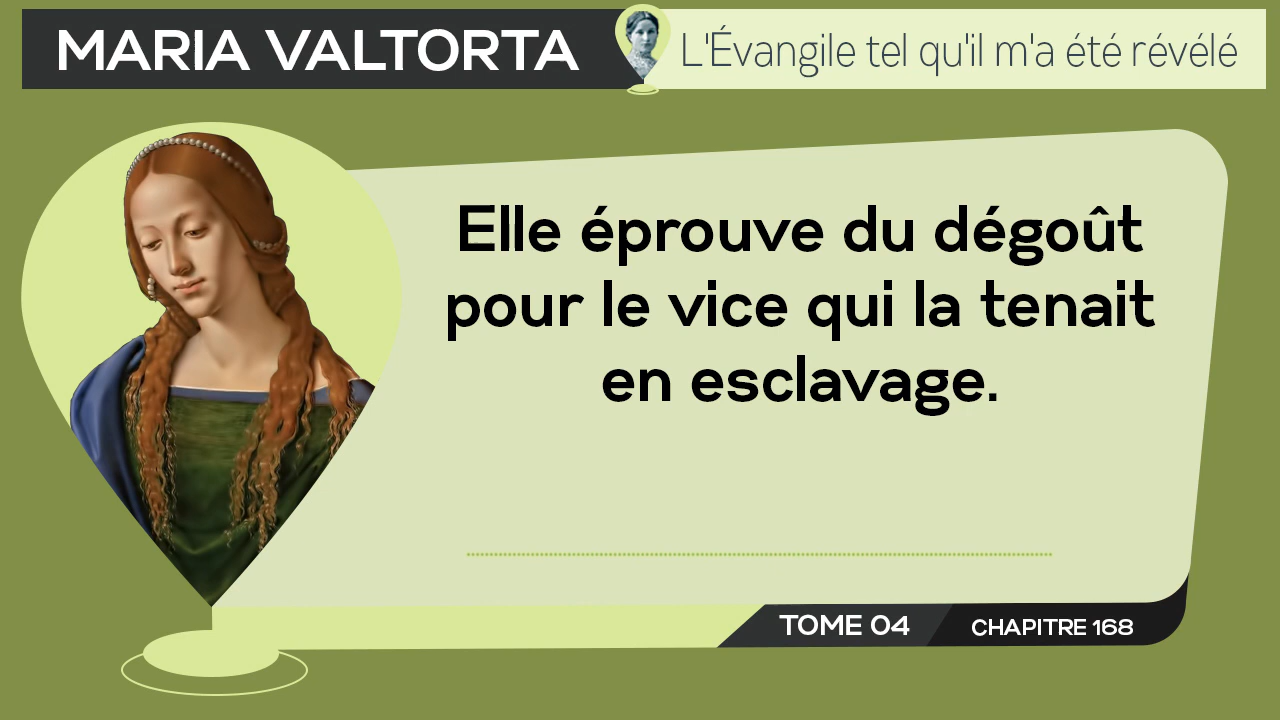 MARIA VALTORTA
L'Évangile tel qu'il m'a été révélé
Elle éprouve du dégoût
pour le vice qui la tenait
en esclavage.
TOME 04
CHAPITRE 168